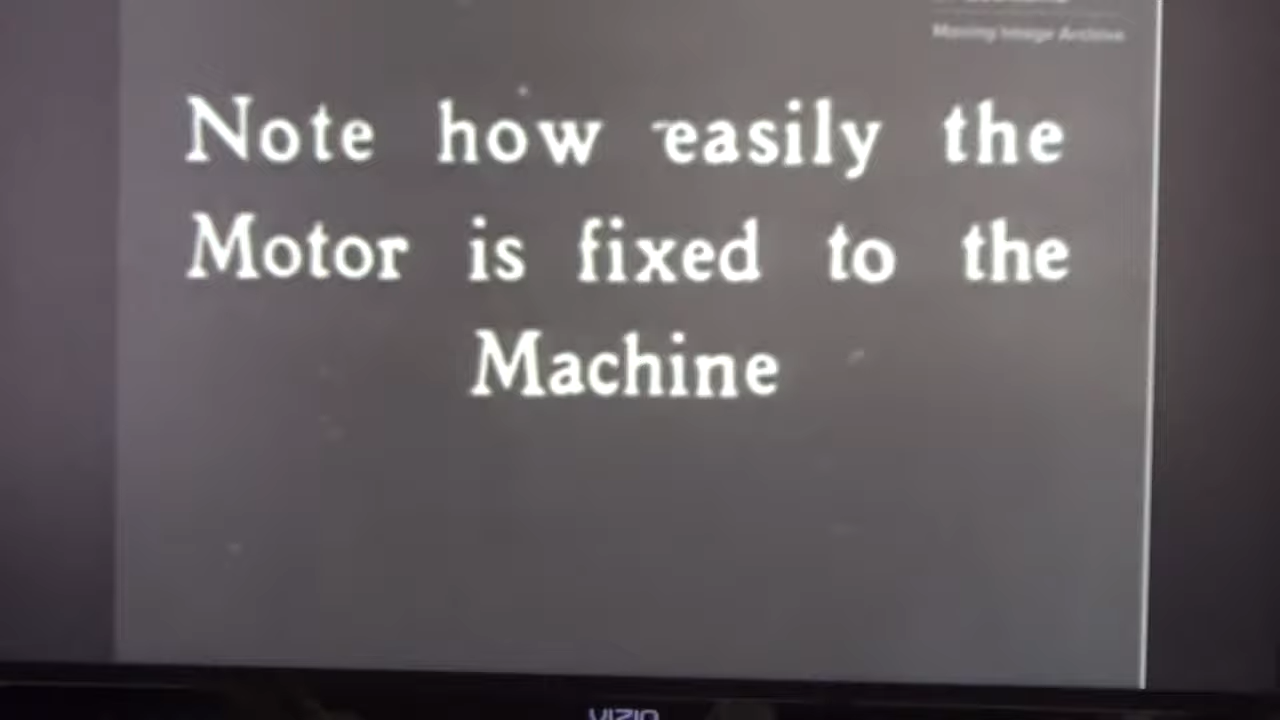 Moving Image Archive
Note how easily the
Motor is fixed to the
Machine
VIZIO